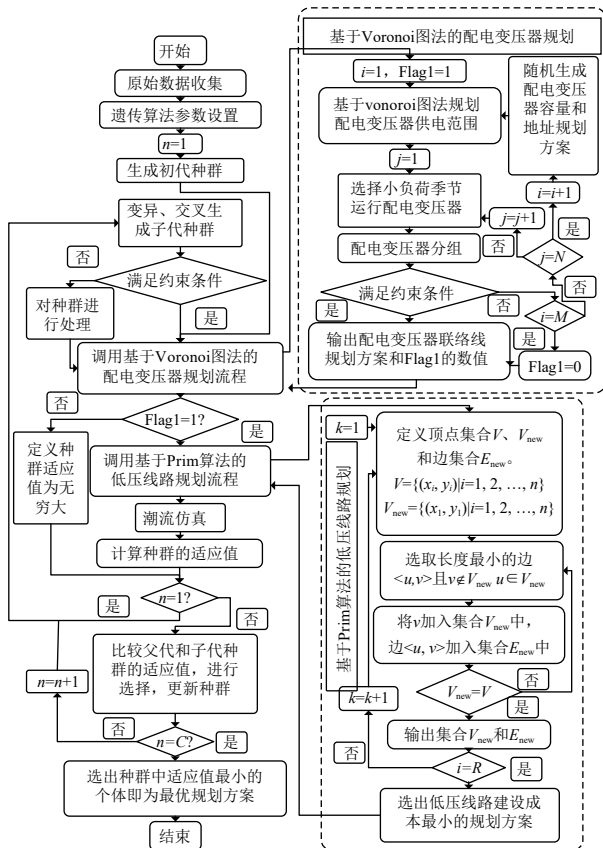 开始
原始数据收集
遗传算法参数设置
n=1
生成初代种群
变异、交叉生
成子代种群
否
满足约束条件
对种群进
行处理
是
调用基于Voronoi图法的
配电变压器规划流程
否
Flag1=1?
是
定义种
群适应
值为无
穷大
调用基于Prim算法的
低压线路规划流程
潮流仿真
计算种群的适应值
是
n=1?
否
比较父代和子代种
群的适应值，进行
选择，更新种群
n=n+1
否
n=C?
是
选出种群中适应值最小的
个体即为最优规划方案
结束
基于Voronoi图法的配电变压器规划
i=1，Flag1=1
基于vonoroi图法规划
配电变压器供电范围
随机生成
配电变压
器容量和
地址规划
方案
j=1
选择小负荷季节
运行配电变压器
i=i+1
j=j+1
是
否
配电变压器分组
j=N
否
满足约束条件
是
否
i=M
是
输出配电变压器联络线
规划方案和Flag1的数值
Flag1=0
k=1
基于Prim算法的低压线路规划
定义顶点集合V、Vnew
和边集合Enew。
V={(xi, yi)|i=1, 2, …, n}
Vnew={(x1, y1)|i=1, 2, …, n}
选取长度最小的边
<u,v>且v∉Vnew u∈Vnew
将v加入集合Vnew中，
边<u, v>加入集合Enew中
k=k+1
Vnew=V
否
是
输出集合Vnew和Enew
否
i=R
是
选出低压线路建设成
本最小的规划方案